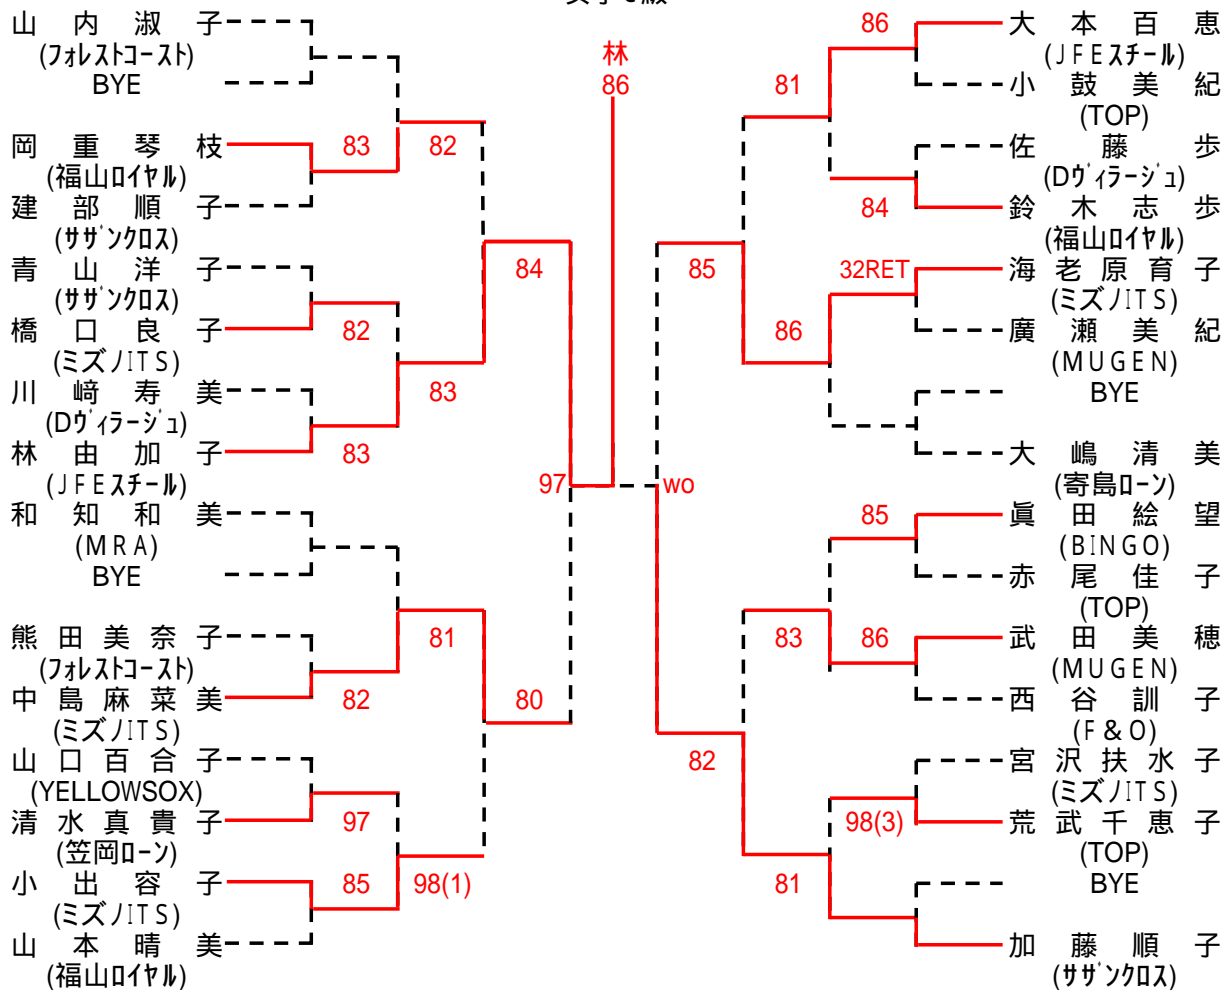 林
86
山内淑子
(フォレストコースト)
BYE
岡重琴枝
(福山ロイヤル)
建部順子
(サザンクロス)
青山洋子
(サザンクロス)
橋口良子
(ミズノITS)
川﨑寿美
(Dヴィラージュ)
林由加子
(JFEスチール)
和知和美
(MRA)
BYE
熊田美奈子
(フォレストコースト)
中島麻菜美
(ミズノITS)
山口百合子
(YELLOWSOX)
清水真貴子
(笠岡ローン)
小出容子
(ミズノITS)
山本晴美
(福山ロイヤル)
83
82
82
83
83
84
82
81
80
97
85
98(1)
97
wo
86
81
84
85
32RET
86
85
83
86
82
98(3)
81
大本百恵
(JFEスチール)
小鼓美紀
(TOP)
佐藤歩
(Dヴィラージュ)
鈴木志歩
(福山ロイヤル)
海老原育子
(ミズノITS)
廣瀬美紀
(MUGEN)
BYE
大嶋清美
(寄島ローン)
眞田絵望
(BINGO)
赤尾佳子
(TOP)
武田美穂
(MUGEN)
西谷訓子
(F&O)
宮沢扶水子
(ミズノITS)
荒武千恵子
(TOP)
BYE
加藤順子
(サザンクロス)